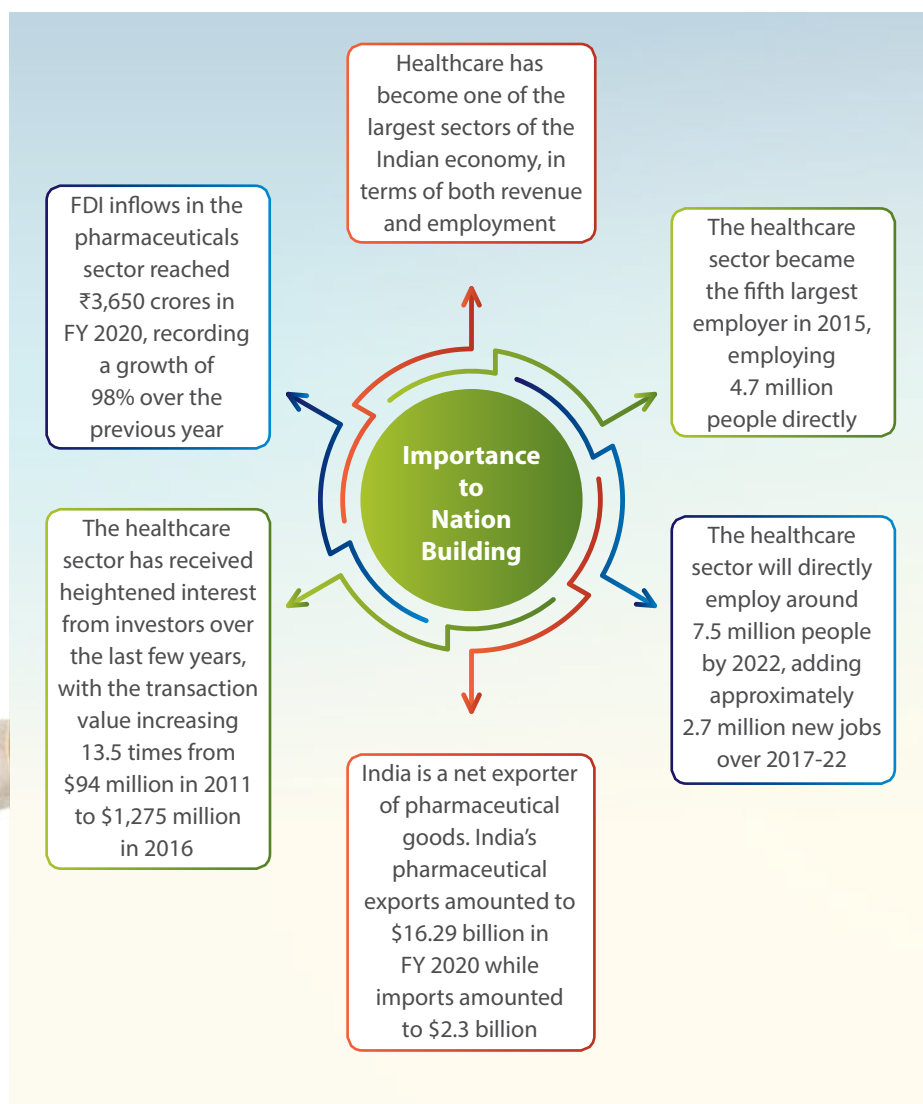 Healthcare has
become one of the
largest sectors of the
Indian economy, in
terms of both revenue
and employment
FDI inflows in the
pharmaceuticals
sector reached
₹3,650 crores in
FY 2020, recording
a growth of
98% over the
previous year
The healthcare
sector became
the fifth largest
employer in 2015,
employing
4.7 million
people directly
Importance
to
Nation
Building
The healthcare
sector has received
heightened interest
from investors over
the last few years,
with the transaction
value increasing
13.5 times from
$94 million in 2011
to $1,275 million
in 2016
The healthcare
sector will directly
employ around
7.5 million people
by 2022, adding
approximately
2.7 million new jobs
over 2017-22
India is a net exporter
of pharmaceutical
goods. India’s
pharmaceutical
exports amounted to
$16.29 billion in
FY 2020 while
imports amounted
to $2.3 billion